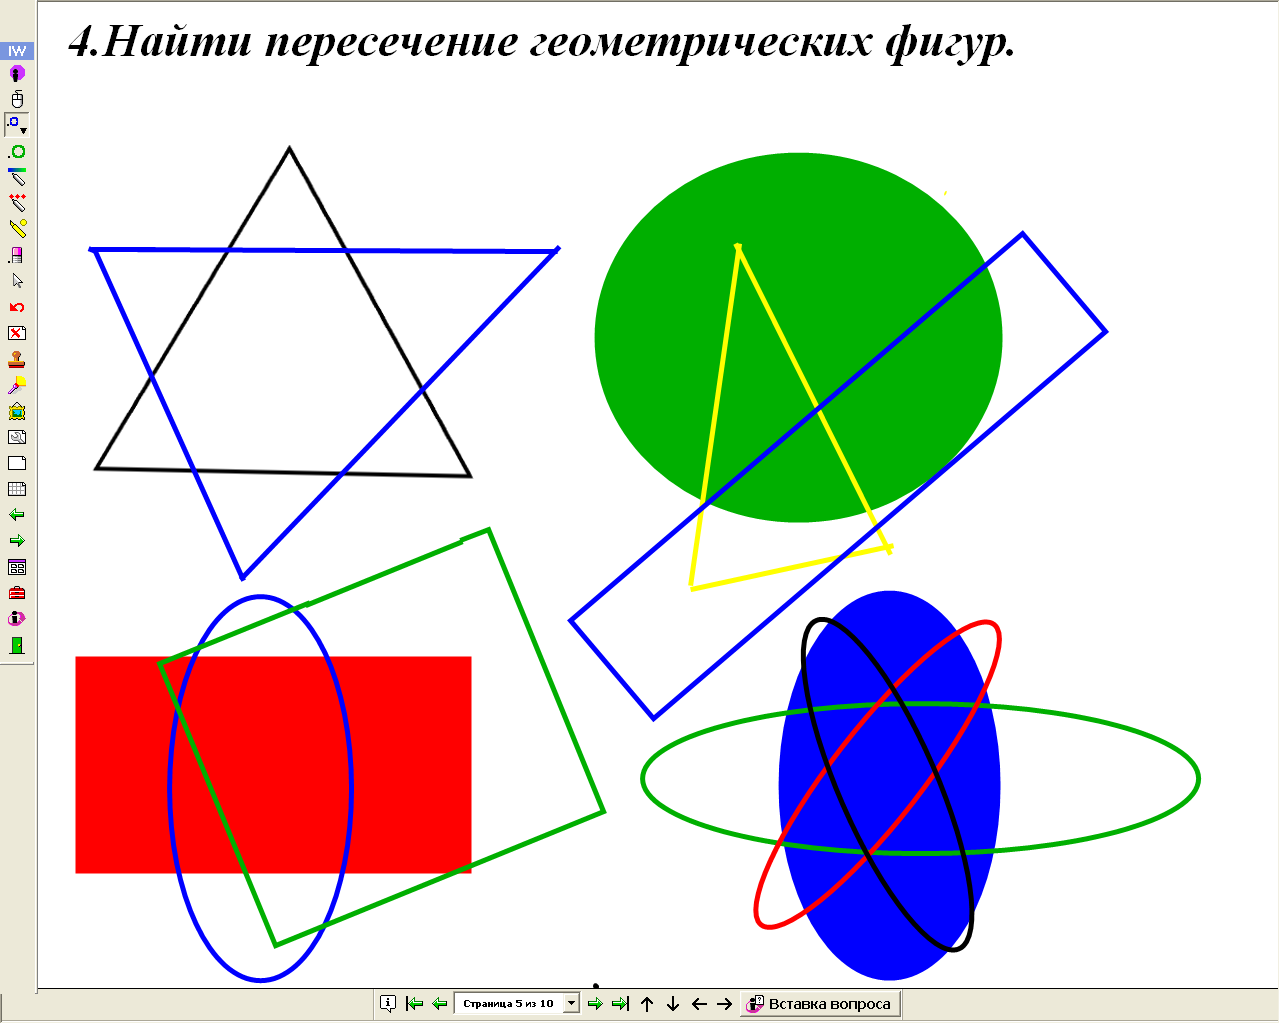 4.Найти пересечение геометрических фигур.
IW
Страница 5 из 10
Вставка вопроса